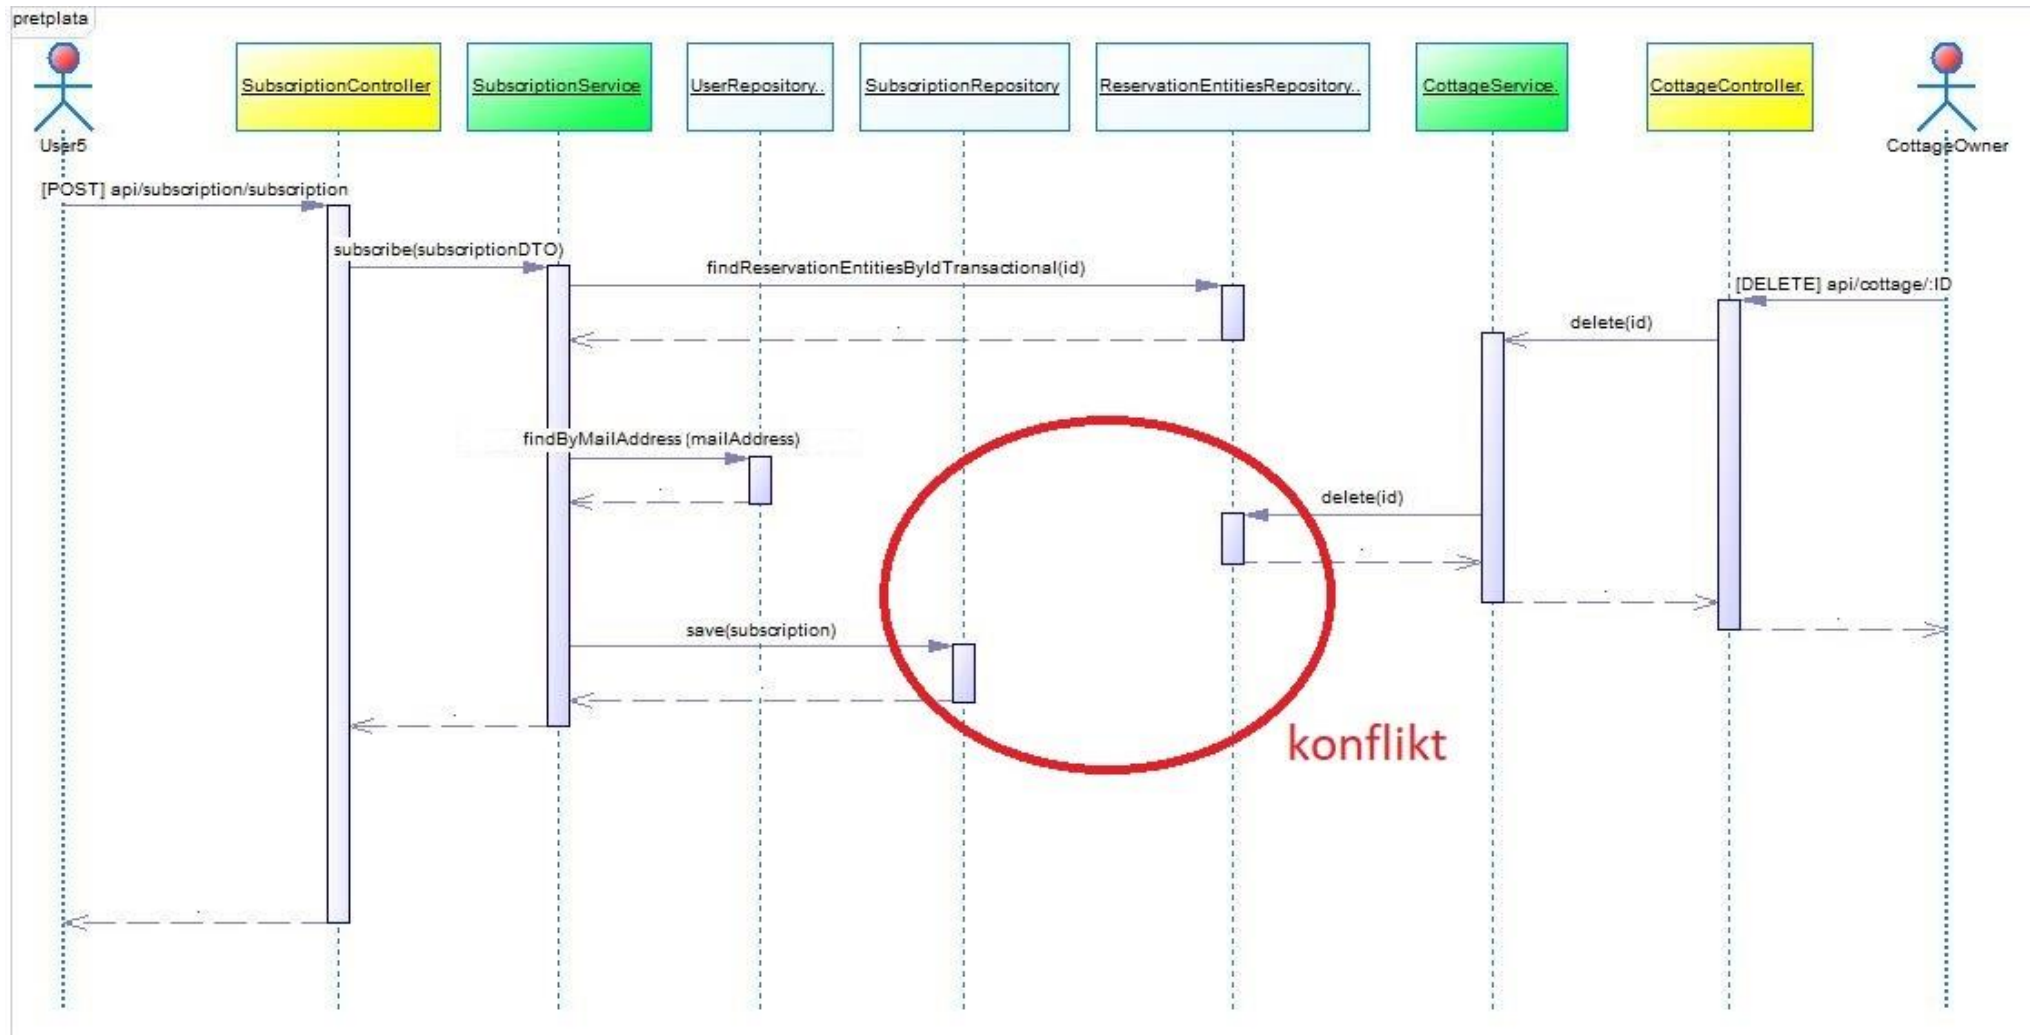 pretplata
SubscriptionController
SubscriptionService
UserRepository..
SubscriptionRepository
ReservationEntitiesRepository..
CottageService.
CottageController.
User5
CottageOwner
[POST] api/subscription/subscription
subscribe(subscriptionDTO)
findReservationEntitiesByIdTransactional(id)
[DELETE] api/cottage/:ID
delete(id)
findByMailAddress(mailAddress)
delete(id)
save(subscription)
konflikt